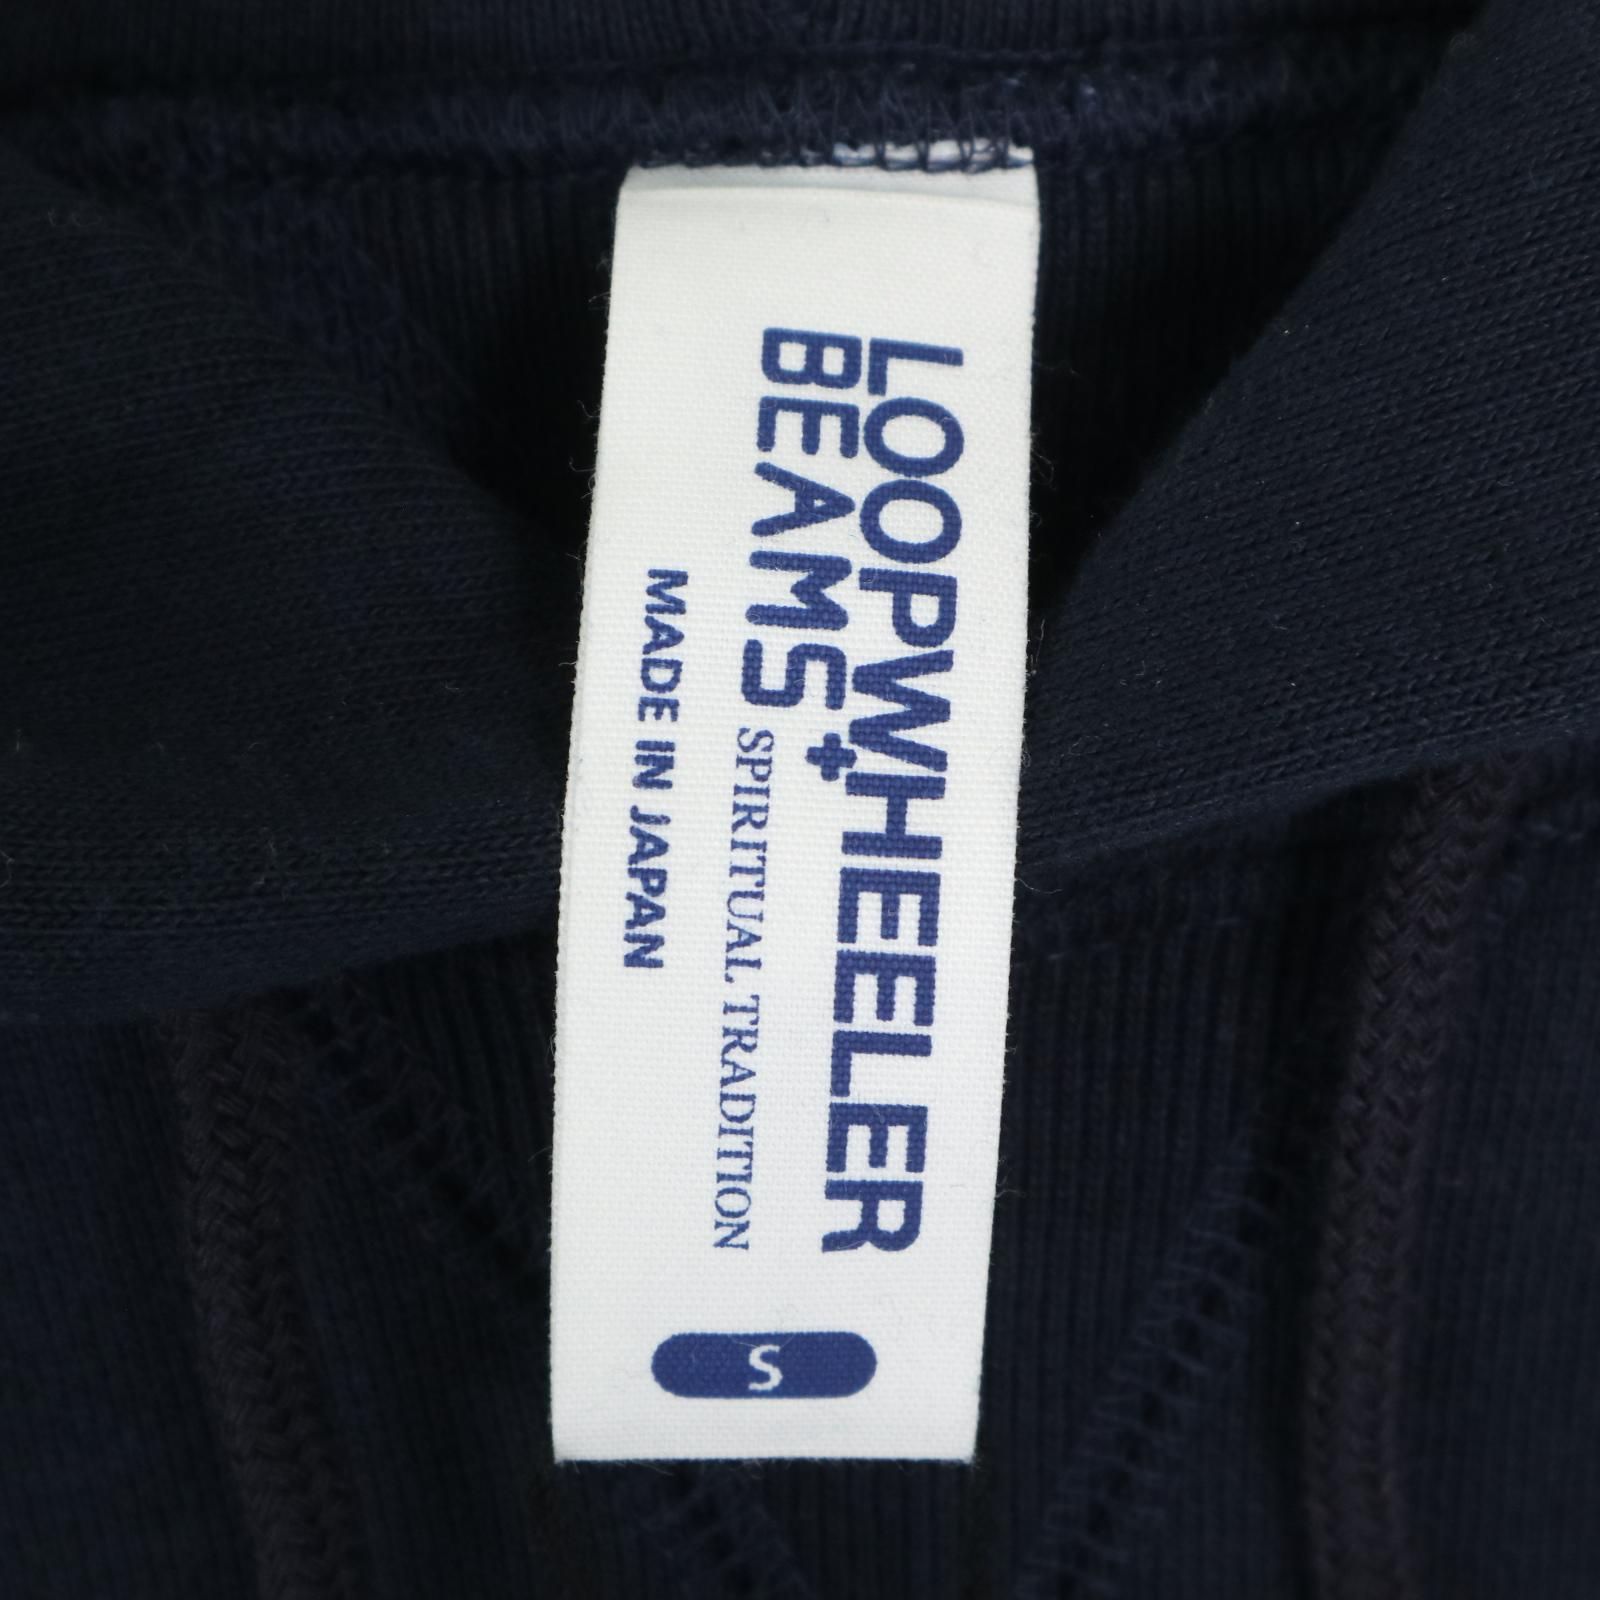 LOOPWHEELER
+
BEAMS
SPIRITUAL TRADITION
MADE IN JAPAN
S